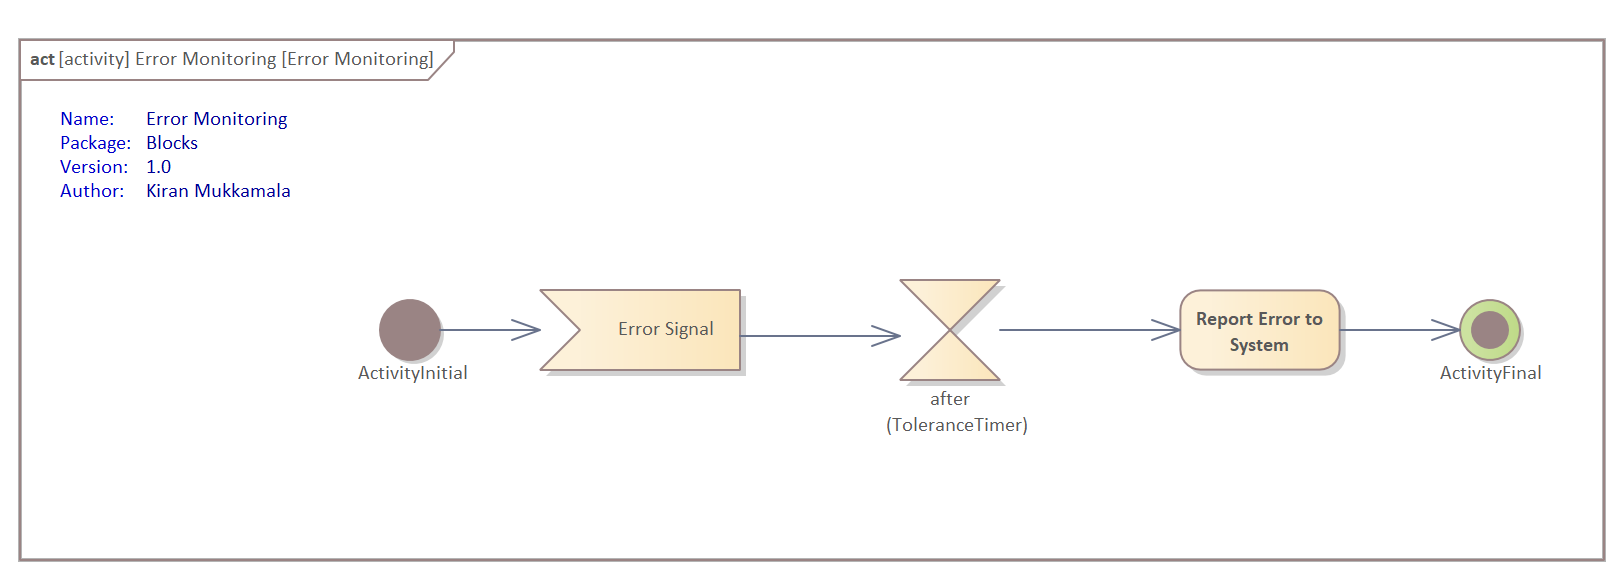 act [activity] Error Monitoring [Error Monitoring]
Name: Error Monitoring
Package: Blocks
Version: 1.0
Author: Kiran Mukkamala
ActivityInitial
Error Signal
after
(ToleranceTimer)
Report Error to
System
ActivityFinal